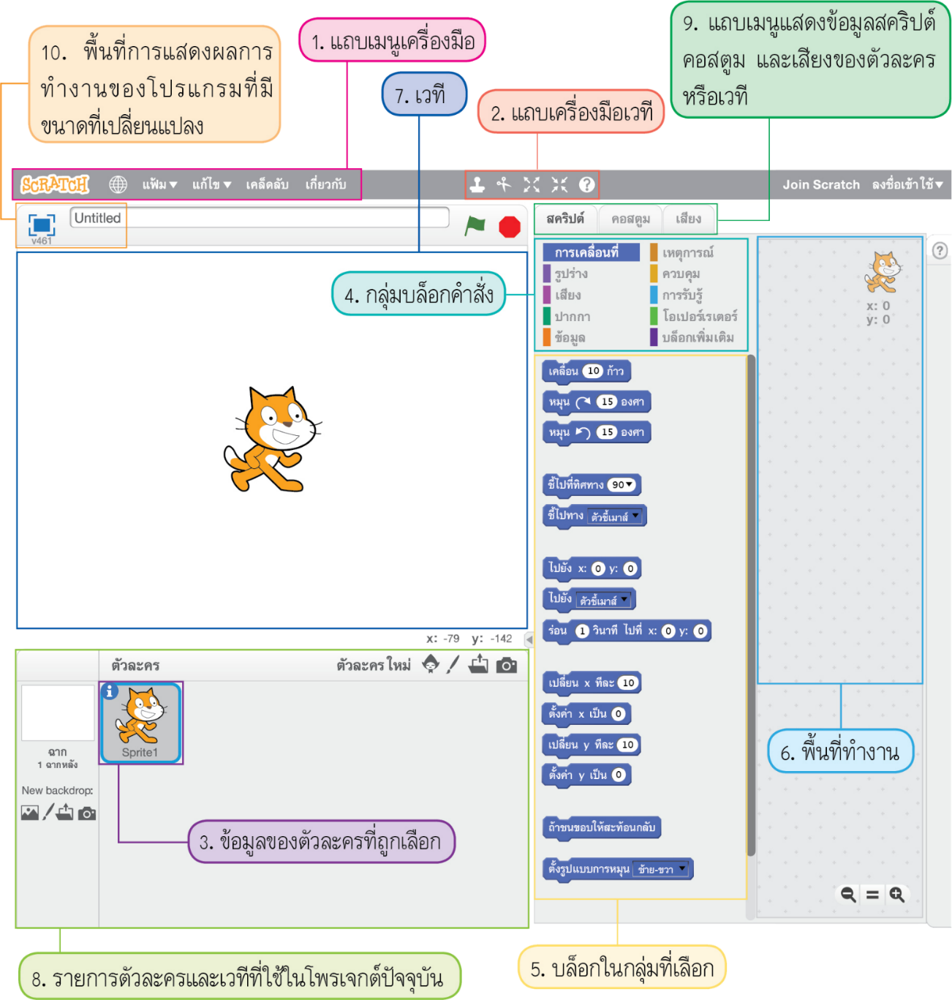 10. พื้นที่การแสดงผลการ
ทำงานของโปรแกรมที่มี
ขนาดที่เปลี่ยนแปลง
1. แถบเมนูเครื่องมือ
7. เวที
2. แถบเครื่องมือเวที
9. แถบเมนูแสดงข้อมูลสคริปต์
คอสตูม และเสียงของตัวละคร
หรือเวที
SCRATCH แฟ้ม▼ แก้ไข▼ เคล็ดลับ เกี่ยวกับ
Join Scratch ลงชื่อเข้าใช้▼
v461
Untitled
สคริปต์ คอสตูม เสียง
4. กลุ่มบล็อกคำสั่ง
การเคลื่อนที่ เหตุการณ์
รูปร่าง ควบคุม
เสียง การรับรู้
ปากกา โอเปอร์เรเตอร์
ข้อมูล บล็อกเพิ่มเติม
x: 0
y: 0
เคลื่อน 10 ก้าว
หมุน 15 องศา
หมุน 15 องศา
ชี้ไปที่ทิศทาง 90▼
ชี้ไปทาง ตัวชี้เมาส์ ▼
ไปยัง x: 0 y: 0
ไปยัง ตัวชี้เมาส์ ▼
ร่อน 1 วินาที ไปที่ x: 0 y: 0
เปลี่ยน x ทีละ 10
ตั้งค่า x เป็น 0
เปลี่ยน y ทีละ 10
ตั้งค่า y เป็น 0
ถ้าชนขอบให้สะท้อนกลับ
ตั้งรูปแบบการหมุน ซ้าย-ขวา ▼
x: -79 y: -142
ตัวละคร ตัวละครใหม่
Sprite1
ฉาก
1 ฉากหลัง
New backdrop:
3. ข้อมูลของตัวละครที่ถูกเลือก
6. พื้นที่ทำงาน
8. รายการตัวละครและเวทีที่ใช้ในโพรเจกต์ปัจจุบัน
5. บล็อกในกลุ่มที่เลือก